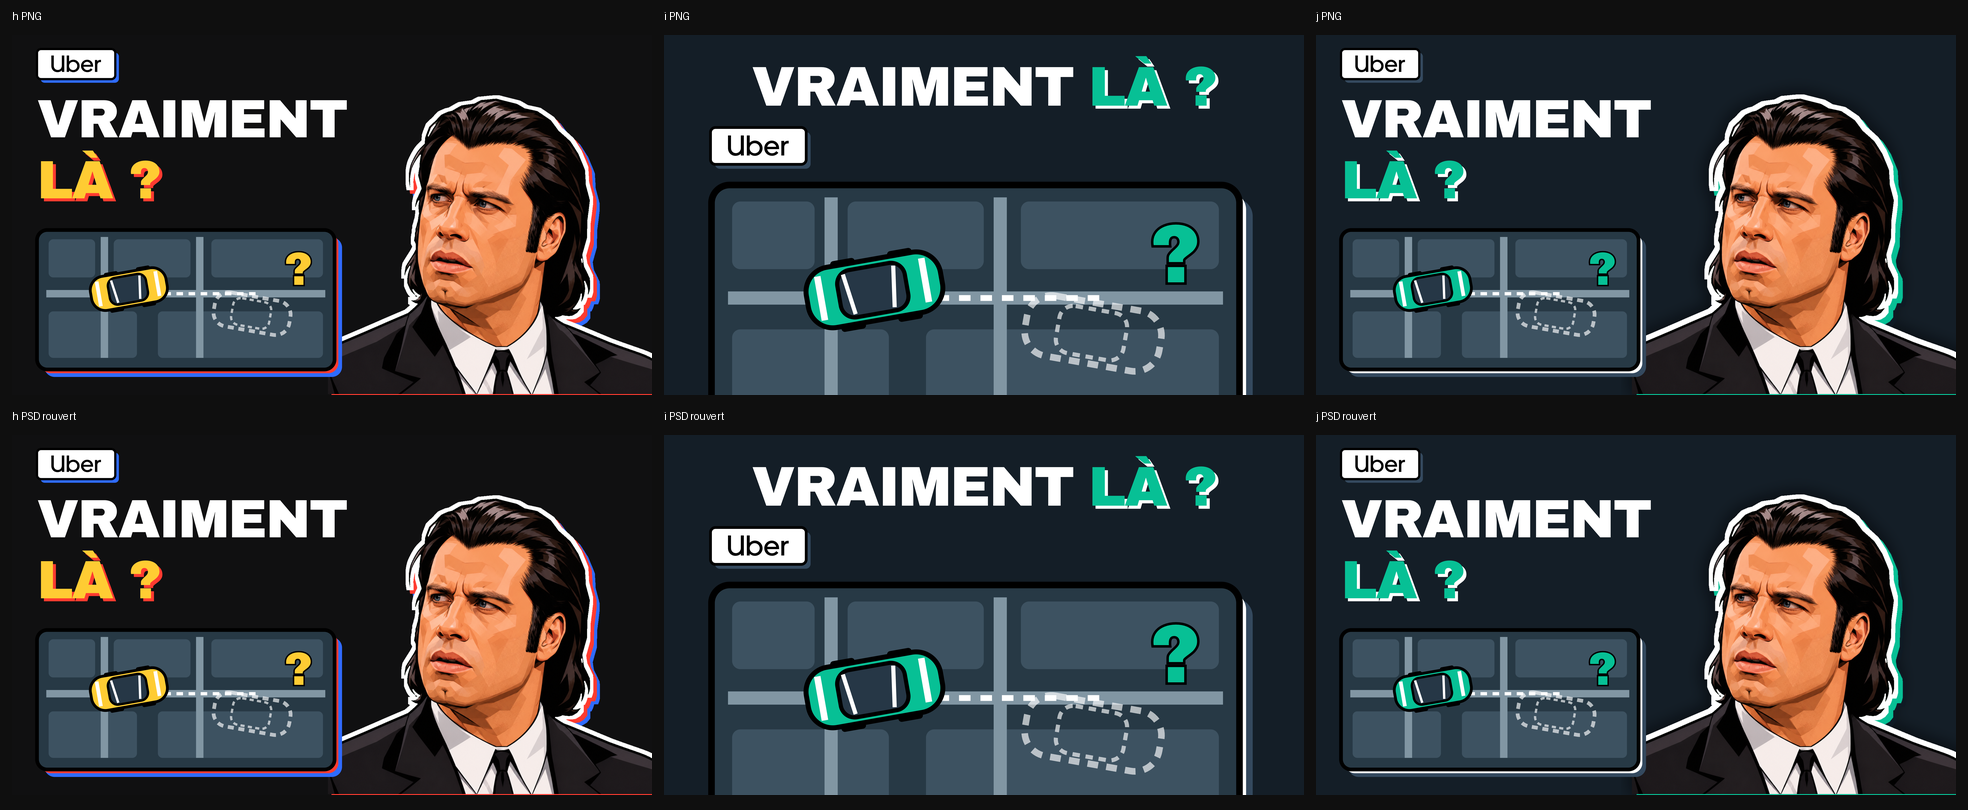 h PNG
Uber
VRAIMENT
LÀ ?
?
i PNG
VRAIMENT LÀ ?
Uber
?
j PNG
Uber
VRAIMENT
LÀ ?
?
h PSD rouvert
Uber
VRAIMENT
LÀ ?
?
i PSD rouvert
VRAIMENT LÀ ?
Uber
?
j PSD rouvert
Uber
VRAIMENT
LÀ ?
?